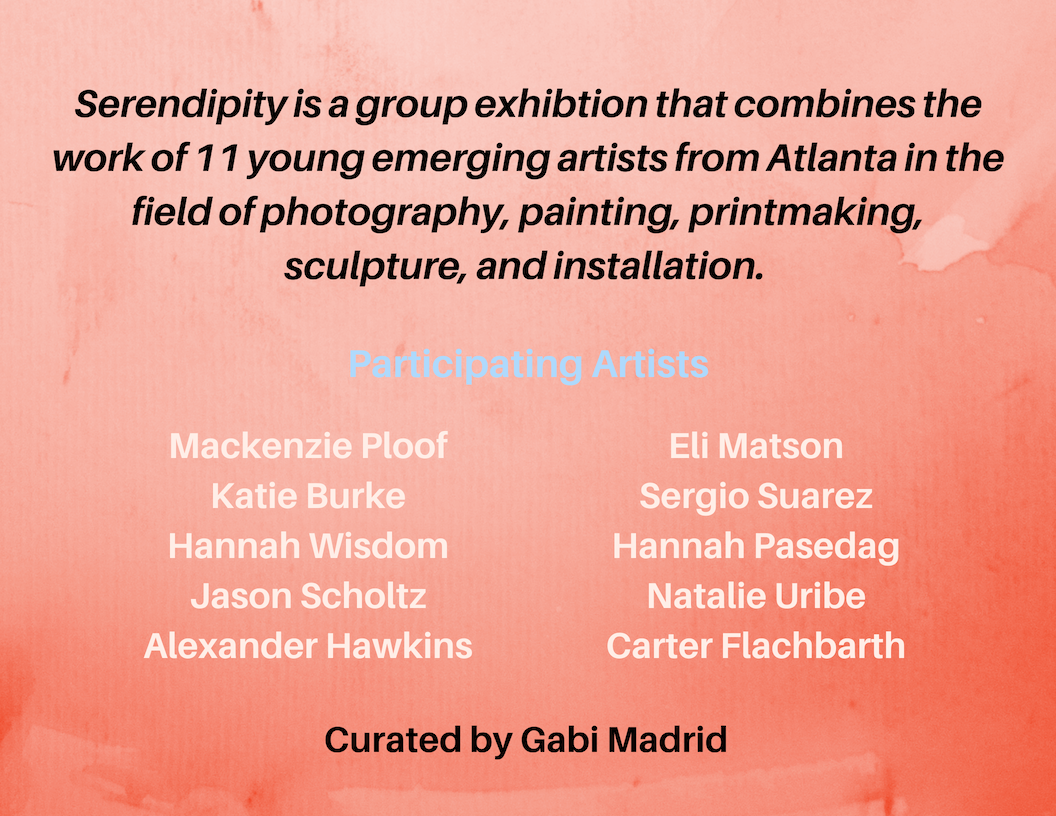 Serendipity is a group exhibtion that combines the
work of 11 young emerging artists from Atlanta in the
field of photography, painting, printmaking,
sculpture, and installation.
Participating Artists
Mackenzie Ploof
Katie Burke
Hannah Wisdom
Jason Scholtz
Alexander Hawkins
Eli Matson
Sergio Suarez
Hannah Pasedag
Natalie Uribe
Carter Flachbarth
Curated by Gabi Madrid